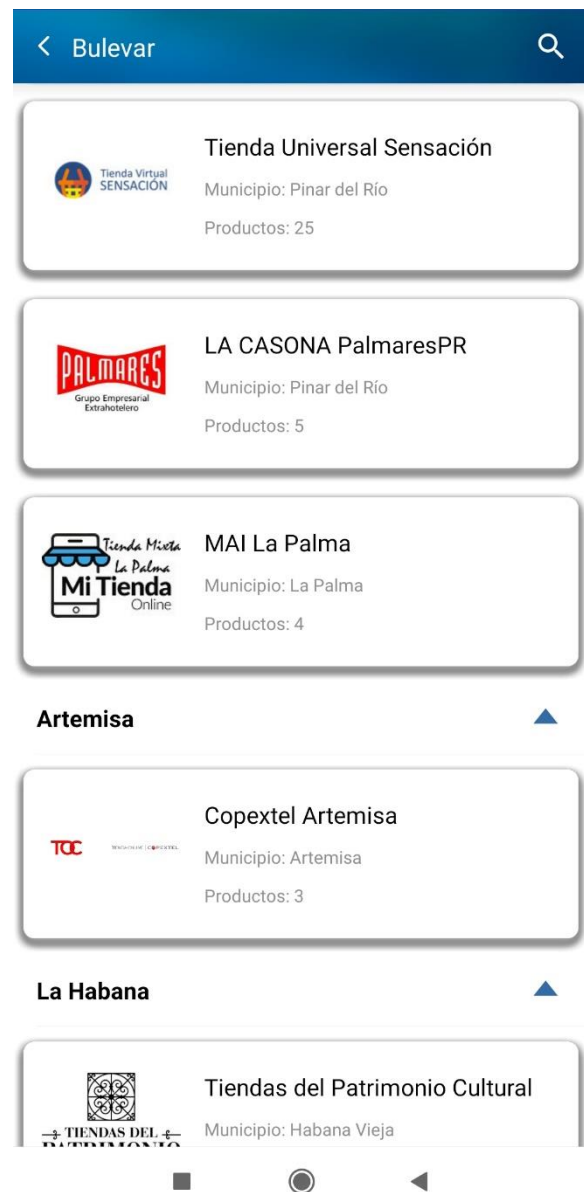 Bulevar
Tienda Virtual
SENSACIÓN
Tienda Universal Sensación
Municipio: Pinar del Río
Productos: 25
PALMARES
Grupo Empresarial
Extrahotelero
LA CASONA PalmaresPR
Municipio: Pinar del Río
Productos: 5
Tienda Mixta
La Palma
Mi Tienda
Online
MAI La Palma
Municipio: La Palma
Productos: 4
Artemisa
TOC
Copextel Artemisa
Municipio: Artemisa
Productos: 3
La Habana
TIENDAS DEL
PATRIMONIO
Tiendas del Patrimonio Cultural
Municipio: Habana Vieja